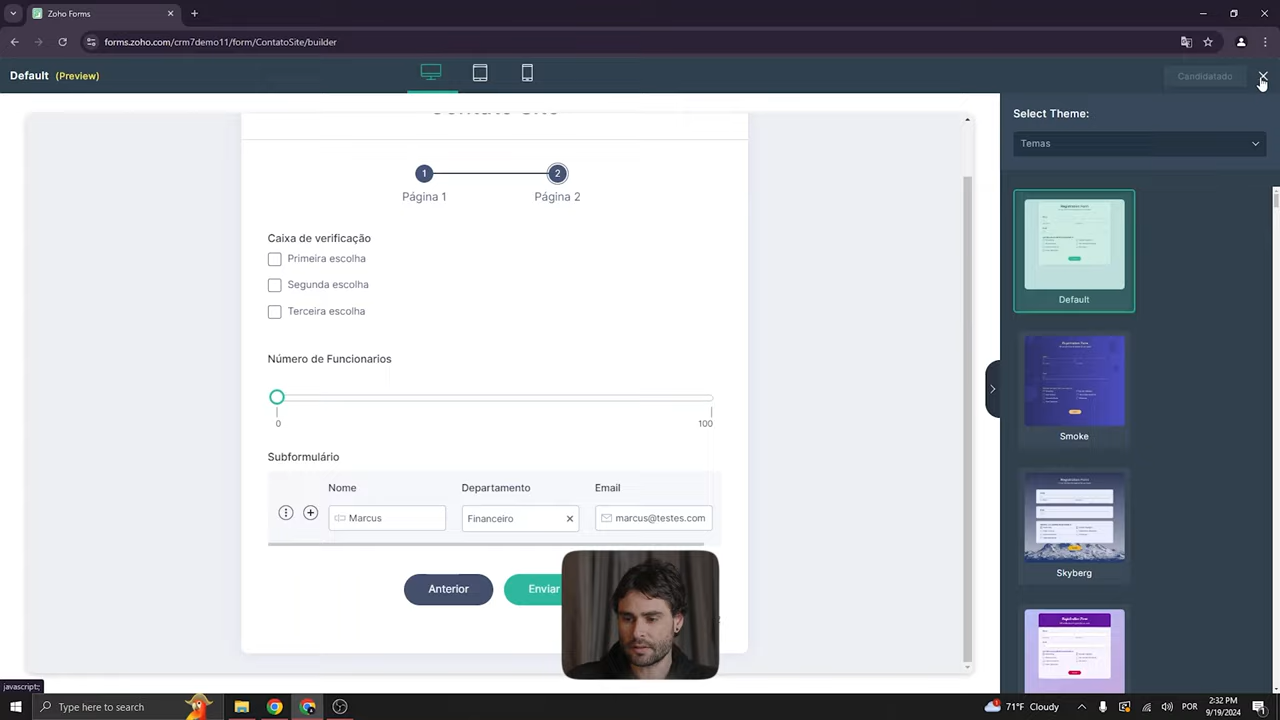 Zoho Forms
forms.zoho.com/crm7demo11/form/ContatoSite/builder
Default (Preview)
Candidatado
Contato Site
Select Theme:
Temas
1
2
Página 1
Página 2
Caixa de verificação
Primeira escolha
Segunda escolha
Terceira escolha
Default
Número de Funcionarios
0
100
Smoke
Subformulário
Nome
Departamento
Email
Marcus
Financeiro
marcus@testes.com
Skyberg
Anterior
Enviar
javascript:;
Type here to search
71°F Cloudy
POR
2:32 PM
9/19/2024